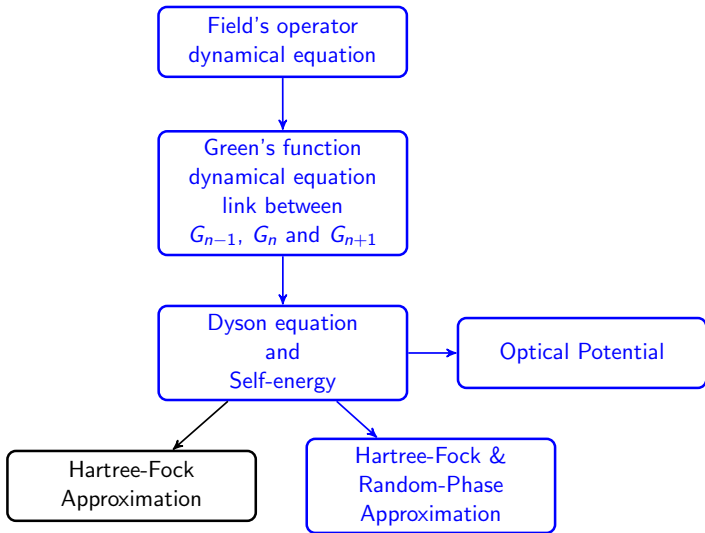 Field's operator
dynamical equation
Green's function
dynamical equation
link between
Gₙ₋₁, Gₙ and Gₙ₊₁
Dyson equation
and
Self-energy
Optical Potential
Hartree-Fock
Approximation
Hartree-Fock &
Random-Phase
Approximation